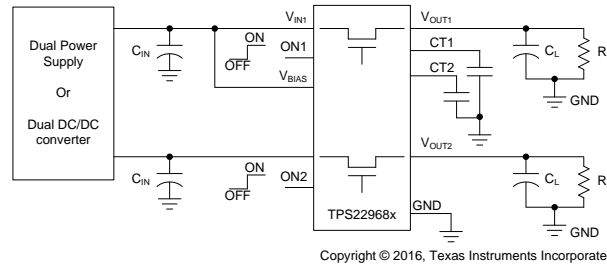 Dual Power
Supply
Or
Dual DC/DC
converter
CIN
VIN1
ON
OFF
ON1
VBIAS
VOUT1
CT1
CT2
CL
R
GND
CIN
ON
OFF
ON2
TPS22968x
VOUT2
GND
CL
R
GND
Copyright © 2016, Texas Instruments Incorporate